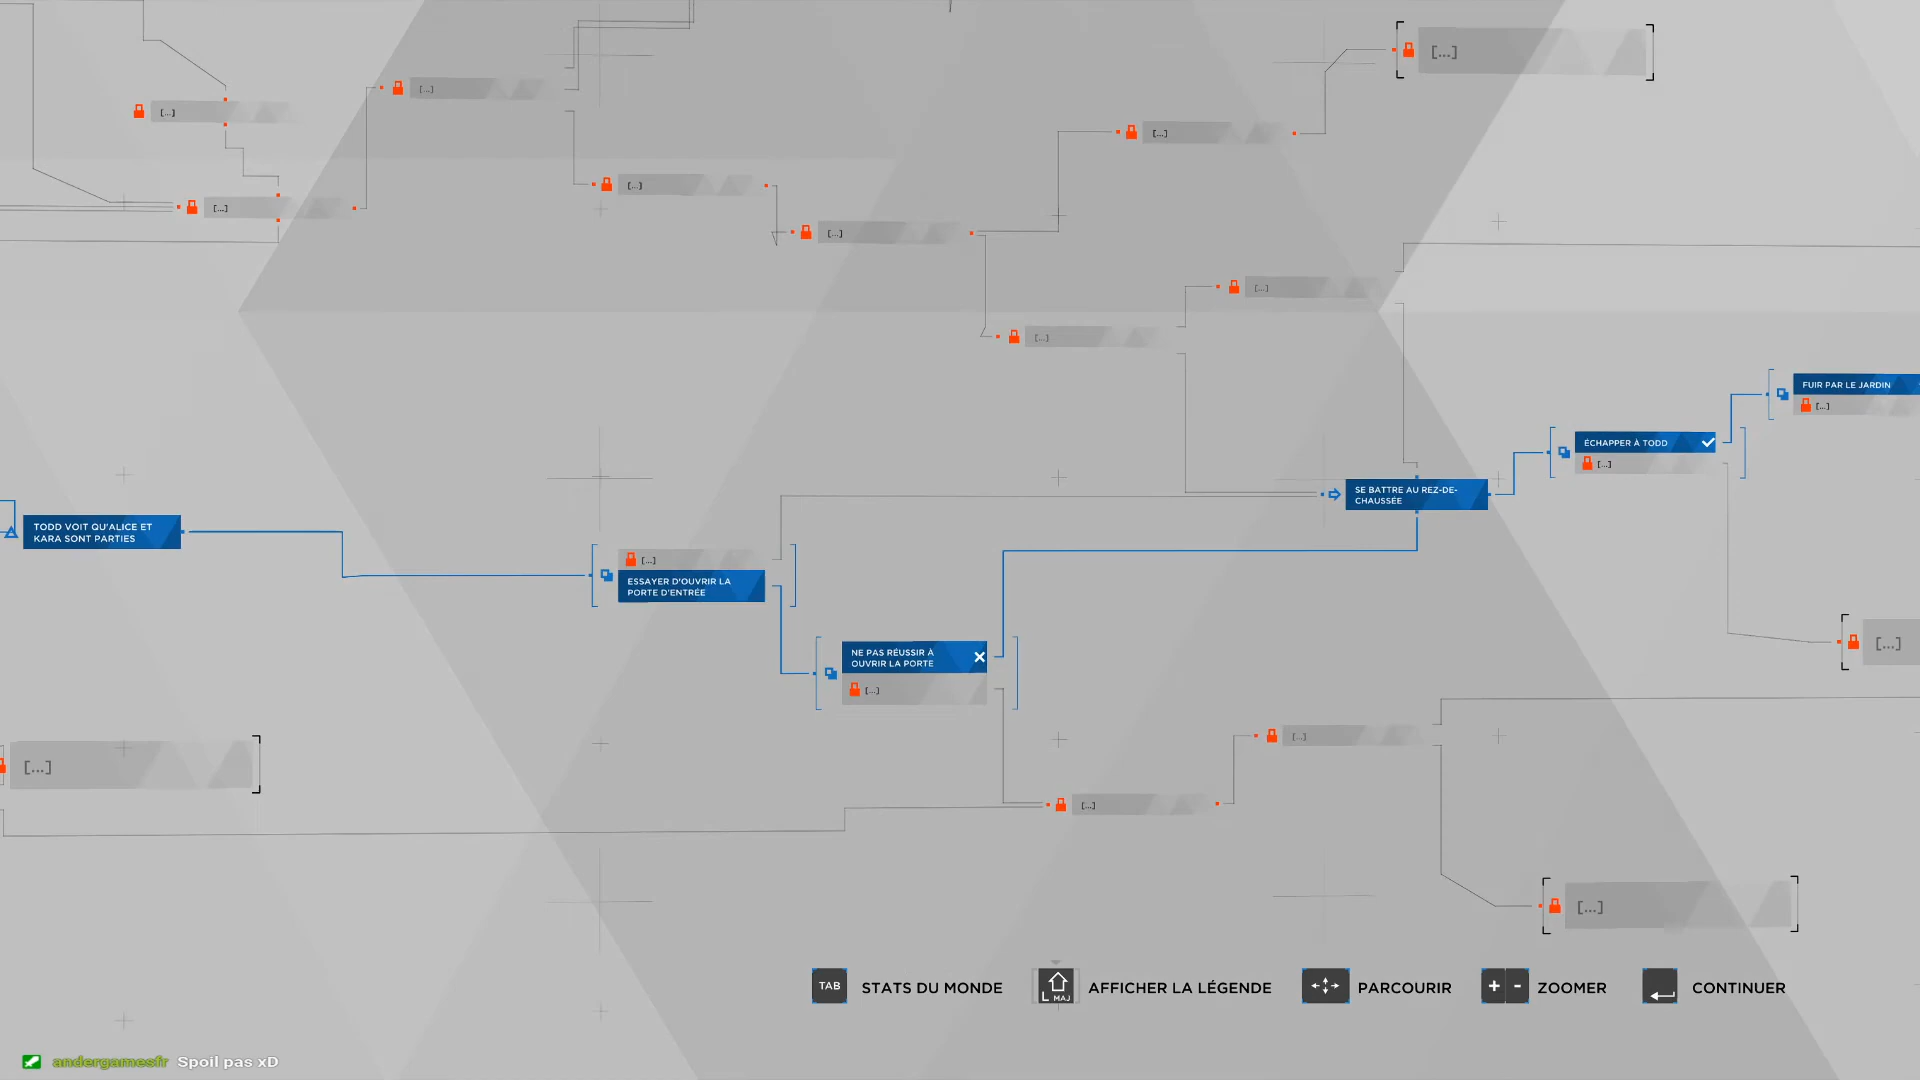 [...]
[...]
[...]
[...]
[...]
[...]
[...]
[...]
[...]
[...]
FUIR PAR LE JARDIN
[...]
ÉCHAPPER À TODD
[...]
SE BATTRE AU REZ-DE-
CHAUSSÉE
TODD VOIT QU'ALICE ET
KARA SONT PARTIES
[...]
ESSAYER D'OUVRIR LA
PORTE D'ENTRÉE
NE PAS RÉUSSIR À
OUVRIR LA PORTE
[...]
[...]
[...]
[...]
[...]
[...]
TAB STATS DU MONDE
L MAJ AFFICHER LA LÉGENDE
PARCOURIR
+ - ZOOMER
CONTINUER
andergamesfr Spoil pas xD